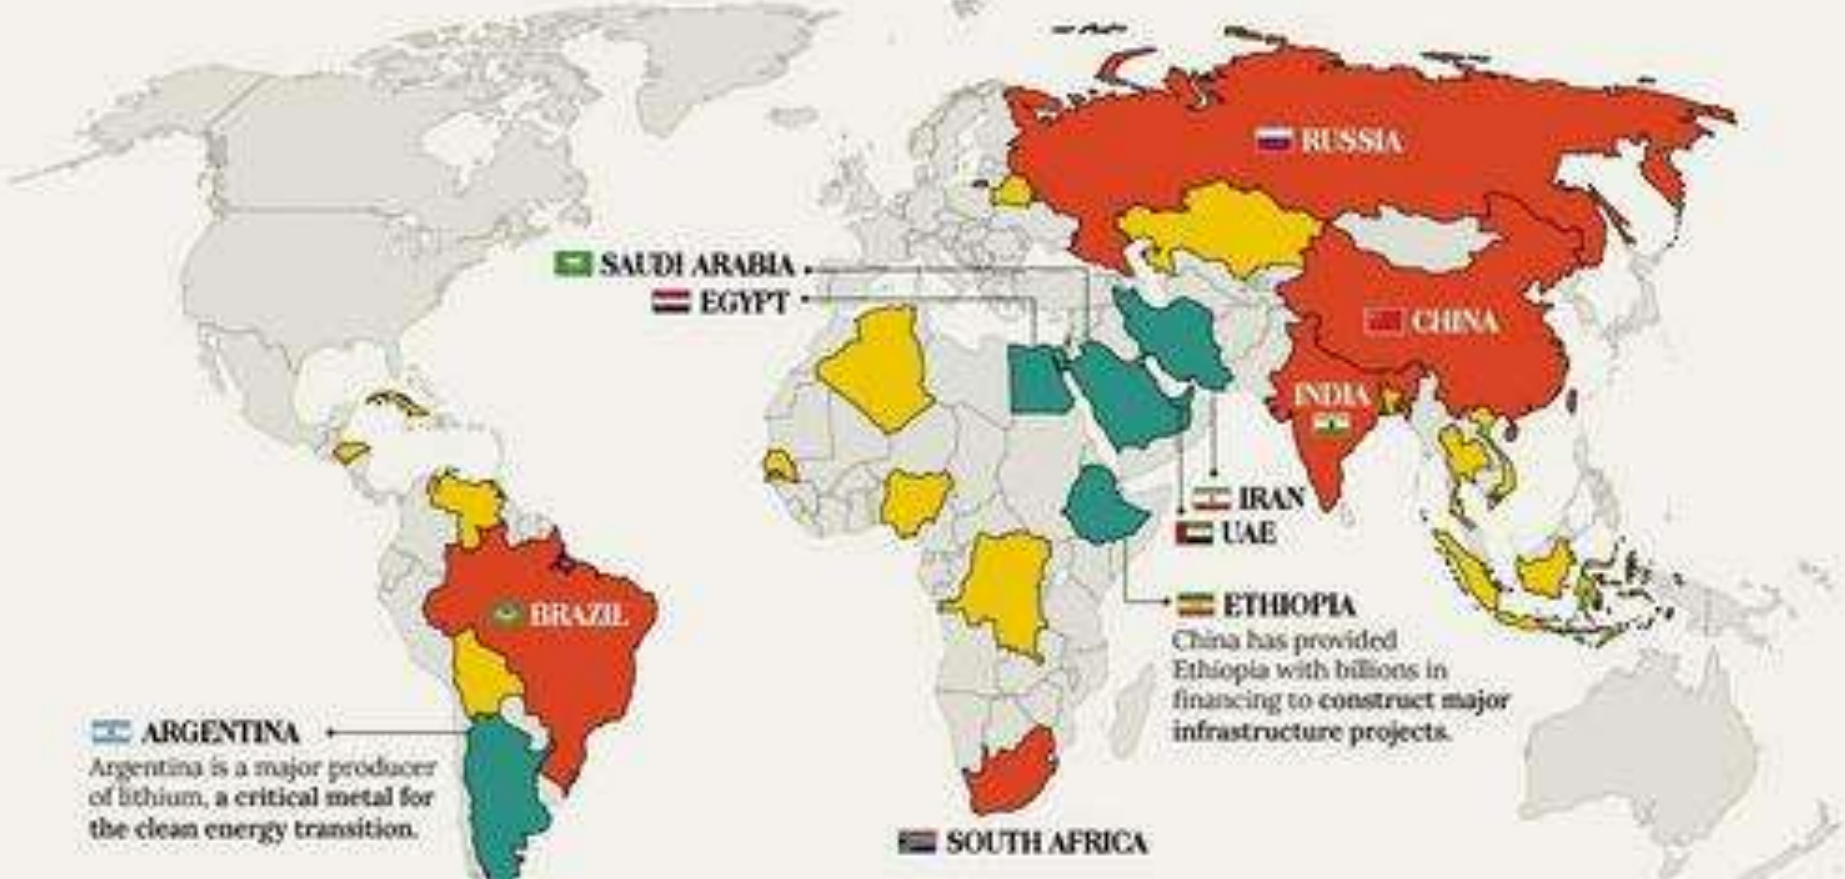 RUSSIA
SAUDI ARABIA
EGYPT
CHINA
INDIA
IRAN
UAE
BRAZIL
ETHIOPIA
China has provided
Ethiopia with billions in
financing to construct major
infrastructure projects.
ARGENTINA
Argentina is a major producer
of lithium, a critical metal for
the clean energy transition.
SOUTH AFRICA